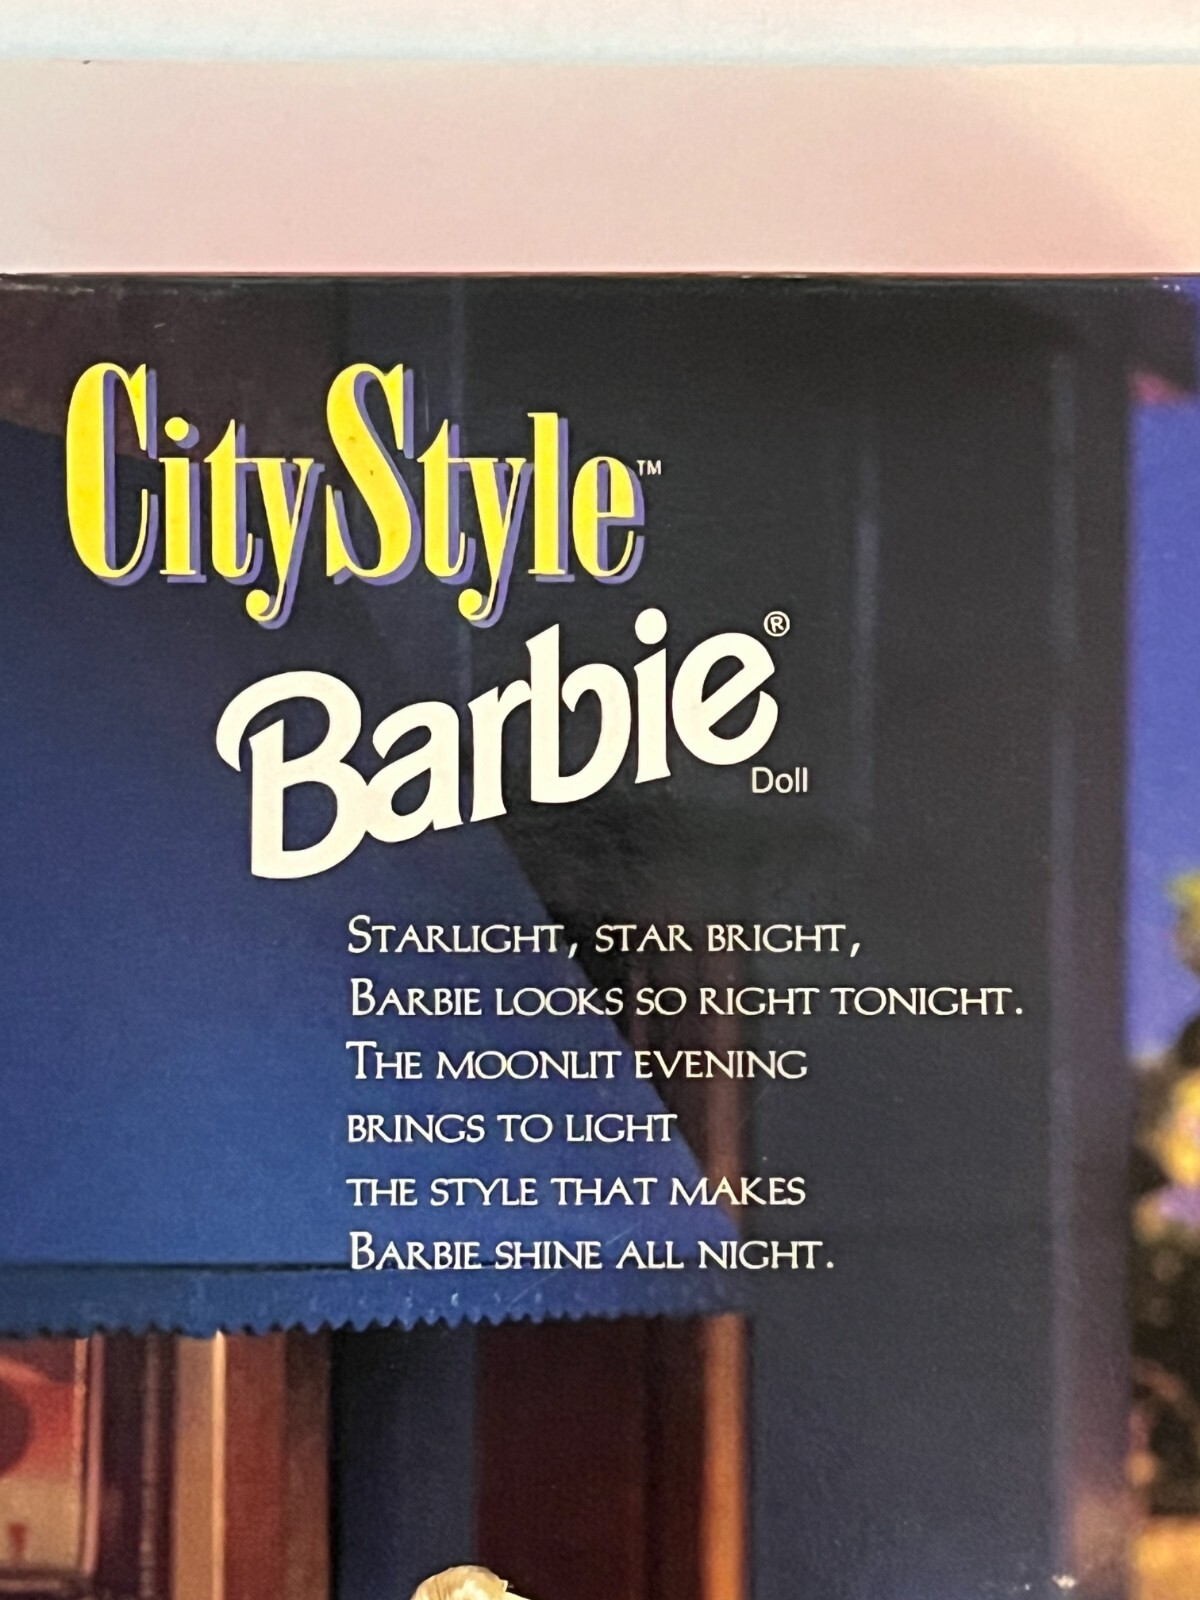 CityStyle™
Barbie®
Doll
Starlight, star bright,
Barbie looks so right tonight.
The moonlit evening
brings to light
the style that makes
Barbie shine all night.